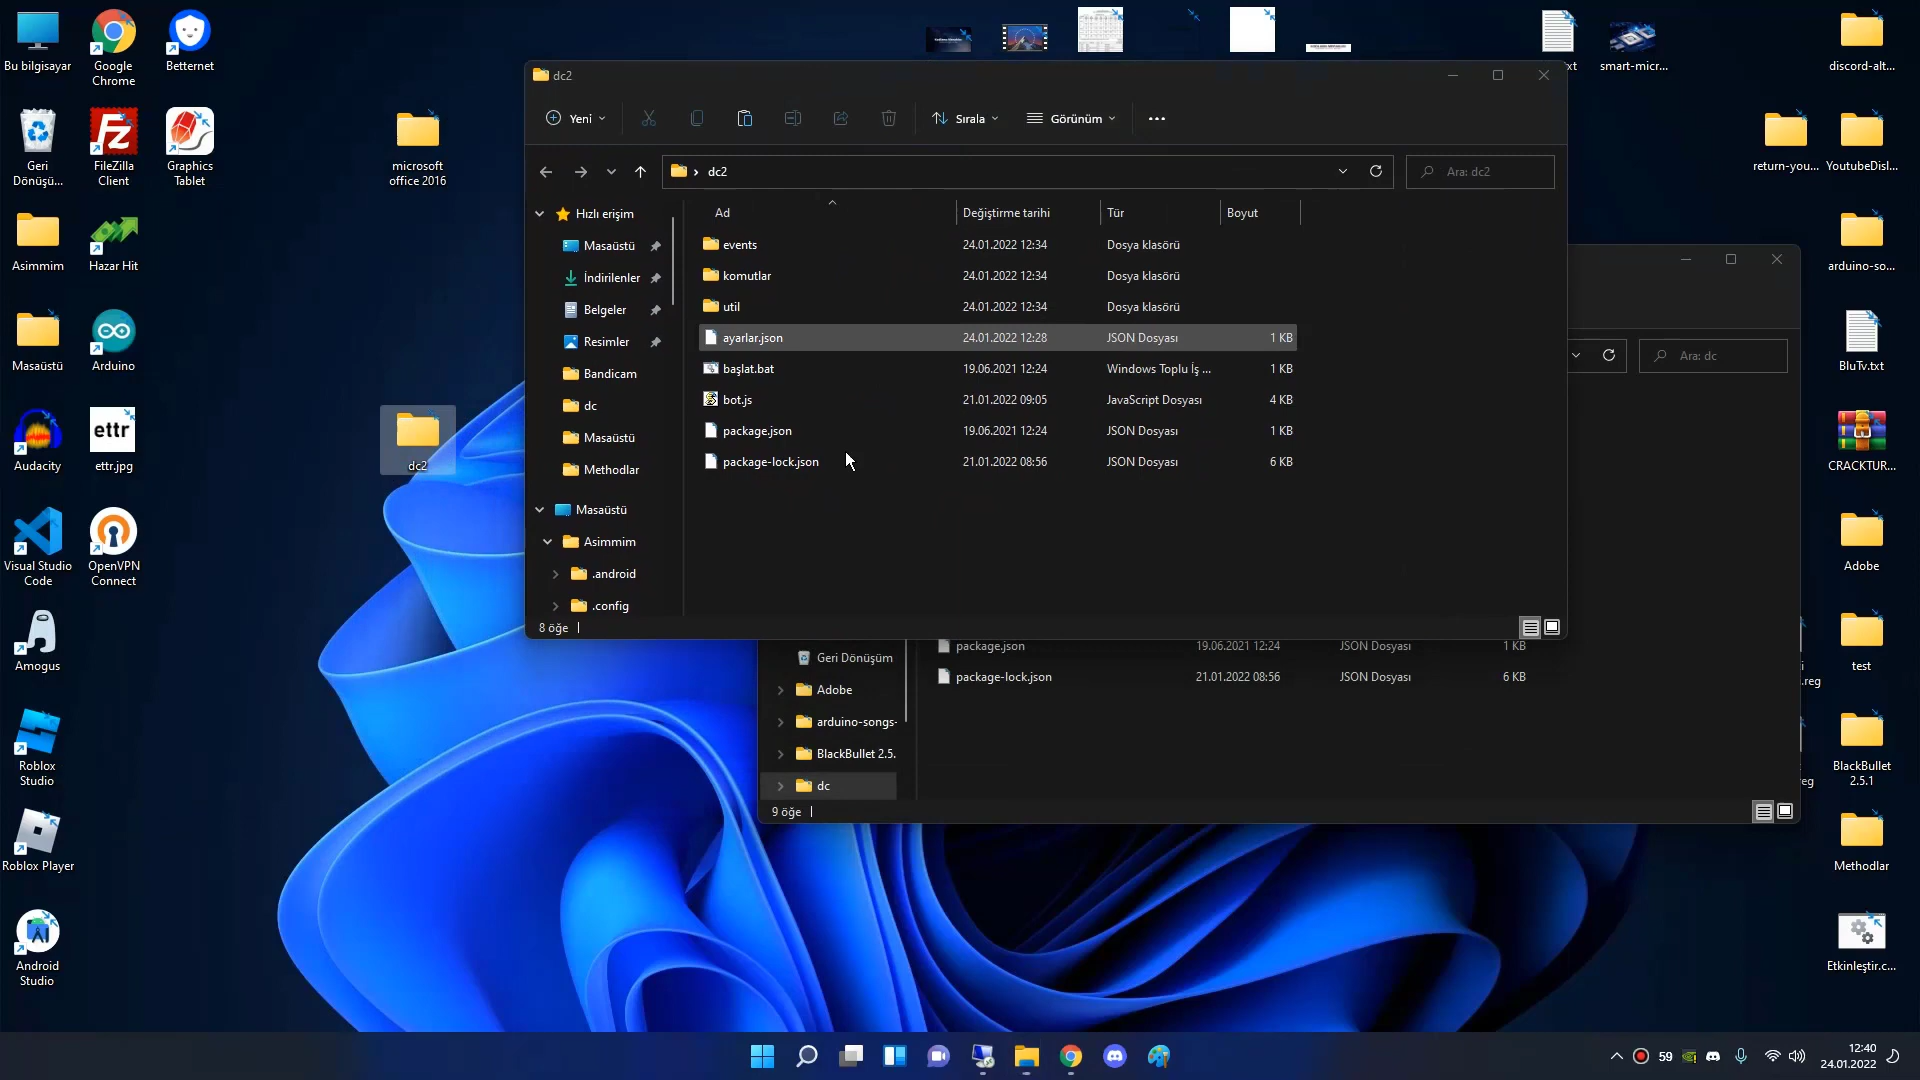 Bu bilgisayar
Google
Chrome
Betternet
Geri
Dönüşü...
FileZilla
Client
Graphics
Tablet
microsoft
office 2016
Asimmim
Hazar Hit
Masaüstü
Arduino
Audacity
ettr
ettr.jpg
dc2
Visual Studio
Code
OpenVPN
Connect
Amogus
Roblox
Studio
Roblox Player
Android
Studio
dc2
Yeni
Sırala
Görünüm
dc2
Ara: dc2
Hızlı erişim
Masaüstü
İndirilenler
Belgeler
Resimler
Bandicam
dc
Masaüstü
Methodlar
Masaüstü
Asimmim
.android
.config
Ad
Değiştirme tarihi
Tür
Boyut
events
24.01.2022 12:34
Dosya klasörü
komutlar
24.01.2022 12:34
Dosya klasörü
util
24.01.2022 12:34
Dosya klasörü
ayarlar.json
24.01.2022 12:28
JSON Dosyası
1 KB
başlat.bat
19.06.2021 12:24
Windows Toplu İş ...
1 KB
bot.js
21.01.2022 09:05
JavaScript Dosyası
4 KB
package.json
19.06.2021 12:24
JSON Dosyası
1 KB
package-lock.json
21.01.2022 08:56
JSON Dosyası
6 KB
8 öğe
Ara: dc
Geri Dönüşüm
Adobe
arduino-songs-
BlackBullet 2.5.
dc
package.json
19.06.2021 12:24
JSON Dosyası
1 KB
package-lock.json
21.01.2022 08:56
JSON Dosyası
6 KB
9 öğe
xt
smart-micr...
discord-alt...
return-you...
YoutubeDisl...
arduino-so...
BluTv.txt
CRACKTUR...
Adobe
test
.reg
BlackBullet
2.5.1
eg
Methodlar
Etkinleştir.c...
59
12:40
24.01.2022